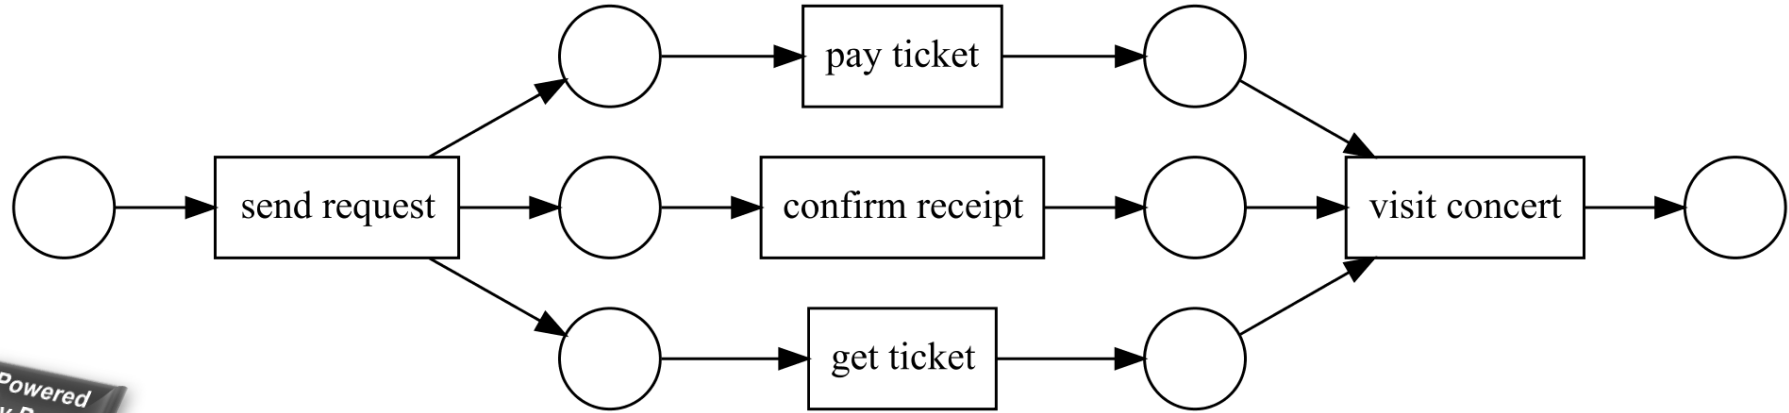 pay ticket
send request
confirm receipt
visit concert
get ticket
Powered